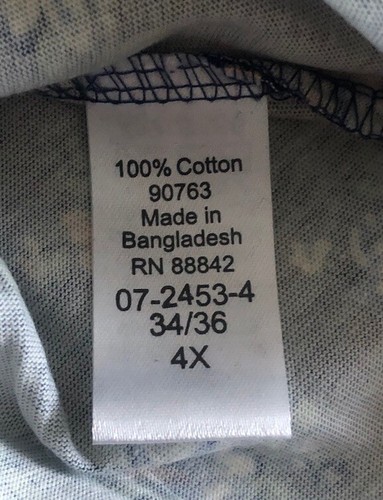 100% Cotton
90763
Made in
Bangladesh
RN 88842
07-2453-4
34/36
4X